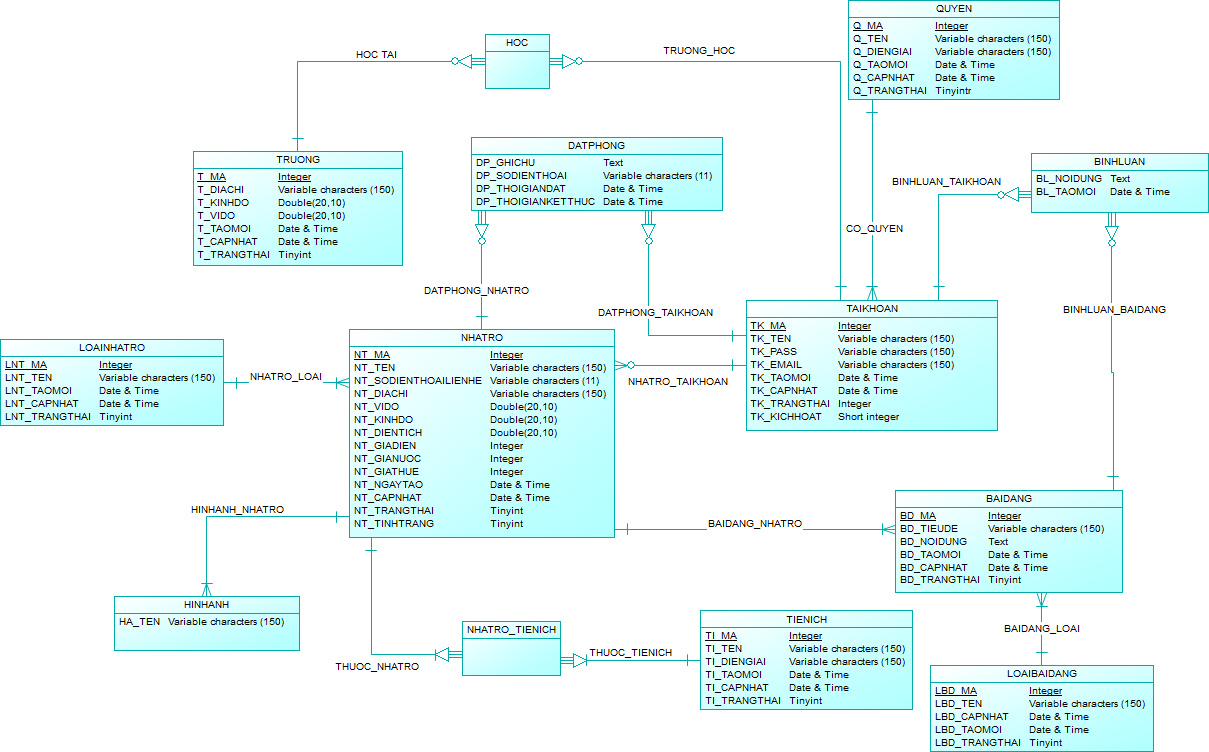 QUYEN
Q_MA Integer
Q_TEN Variable characters (150)
Q_DIENGIAI Variable characters (150)
Q_TAOMOI Date & Time
Q_CAPNHAT Date & Time
Q_TRANGTHAI Tinyintr
HOC
HOC TAI
TRUONG_HOC
TRUONG
T_MA Integer
T_DIACHI Variable characters (150)
T_KINHDO Double(20,10)
T_VIDO Double(20,10)
T_TAOMOI Date & Time
T_CAPNHAT Date & Time
T_TRANGTHAI Tinyint
DATPHONG
DP_GHICHU Text
DP_SODIENTHOAI Variable characters (11)
DP_THOIGIANDAT Date & Time
DP_THOIGIANKETTHUC Date & Time
BINHLUAN
BL_NOIDUNG Text
BL_TAOMOI Date & Time
BINHLUAN_TAIKHOAN
CO_QUYEN
DATPHONG_NHATRO
DATPHONG_TAIKHOAN
BINHLUAN_BAIDANG
TAIKHOAN
TK_MA Integer
TK_TEN Variable characters (150)
TK_PASS Variable characters (150)
TK_EMAIL Variable characters (150)
TK_TAOMOI Date & Time
TK_CAPNHAT Date & Time
TK_TRANGTHAI Integer
TK_KICHHOAT Short integer
LOAINHATRO
LNT_MA Integer
LNT_TEN Variable characters (150)
LNT_TAOMOI Date & Time
LNT_CAPNHAT Date & Time
LNT_TRANGTHAI Tinyint
NHATRO_LOAI
NHATRO
NT_MA Integer
NT_TEN Variable characters (150)
NT_SODIENTHOAILIENHE Variable characters (11)
NT_DIACHI Variable characters (150)
NT_VIDO Double(20,10)
NT_KINHDO Double(20,10)
NT_DIENTICH Double(20,10)
NT_GIADIEN Integer
NT_GIANUOC Integer
NT_GIATHUE Integer
NT_NGAYTAO Date & Time
NT_CAPNHAT Date & Time
NT_TRANGTHAI Tinyint
NT_TINHTRANG Tinyint
NHATRO_TAIKHOAN
HINHANH_NHATRO
BAIDANG_NHATRO
BAIDANG
BD_MA Integer
BD_TIEUDE Variable characters (150)
BD_NOIDUNG Text
BD_TAOMOI Date & Time
BD_CAPNHAT Date & Time
BD_TRANGTHAI Tinyint
HINHANH
HA_TEN Variable characters (150)
NHATRO_TIENICH
THUOC_NHATRO
THUOC_TIENICH
TIENICH
TI_MA Integer
TI_TEN Variable characters (150)
TI_DIENGIAI Variable characters (150)
TI_TAOMOI Date & Time
TI_CAPNHAT Date & Time
TI_TRANGTHAI Tinyint
BAIDANG_LOAI
LOAIBAIDANG
LBD_MA Integer
LBD_TEN Variable characters (150)
LBD_CAPNHAT Date & Time
LBD_TAOMOI Date & Time
LBD_TRANGTHAI Tinyint